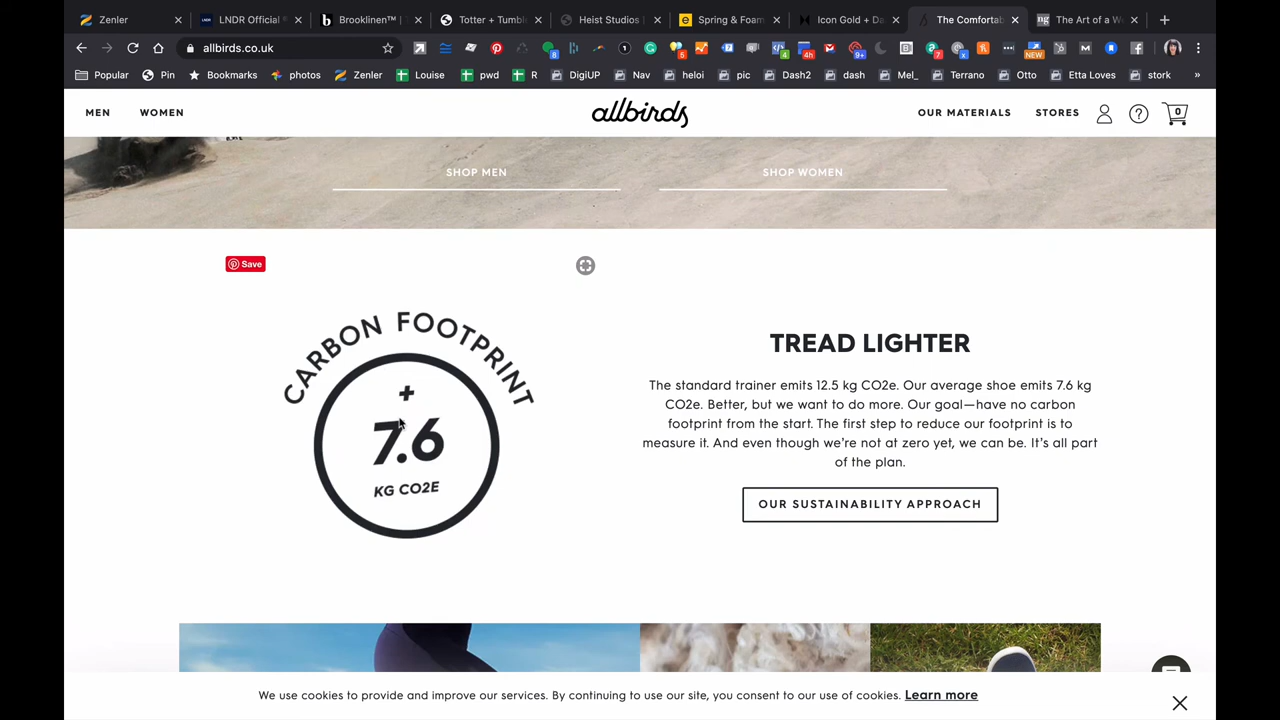 Zenler
LNDR Official
Brooklinen™ |
Totter + Tumbl
Heist Studios |
Spring & Foam
Icon Gold + Da
The Comfortab
The Art of a We
allbirds.co.uk
Popular
Pin
Bookmarks
photos
Zenler
Louise
pwd
R
DigiUP
Nav
heloi
pic
Dash2
dash
Mel_
Terrano
Otto
Etta Loves
stork
»
MEN
WOMEN
allbirds
OUR MATERIALS
STORES
0
SHOP MEN
SHOP WOMEN
Save
CARBON FOOTPRINT
+
7.6
KG CO2E
TREAD LIGHTER
The standard trainer emits 12.5 kg CO2e. Our average shoe emits 7.6 kg
CO2e. Better, but we want to do more. Our goal—have no carbon
footprint from the start. The first step to reduce our footprint is to
measure it. And even though we're not at zero yet, we can be. It's all part
of the plan.
OUR SUSTAINABILITY APPROACH
We use cookies to provide and improve our services. By continuing to use our site, you consent to our use of cookies. Learn more